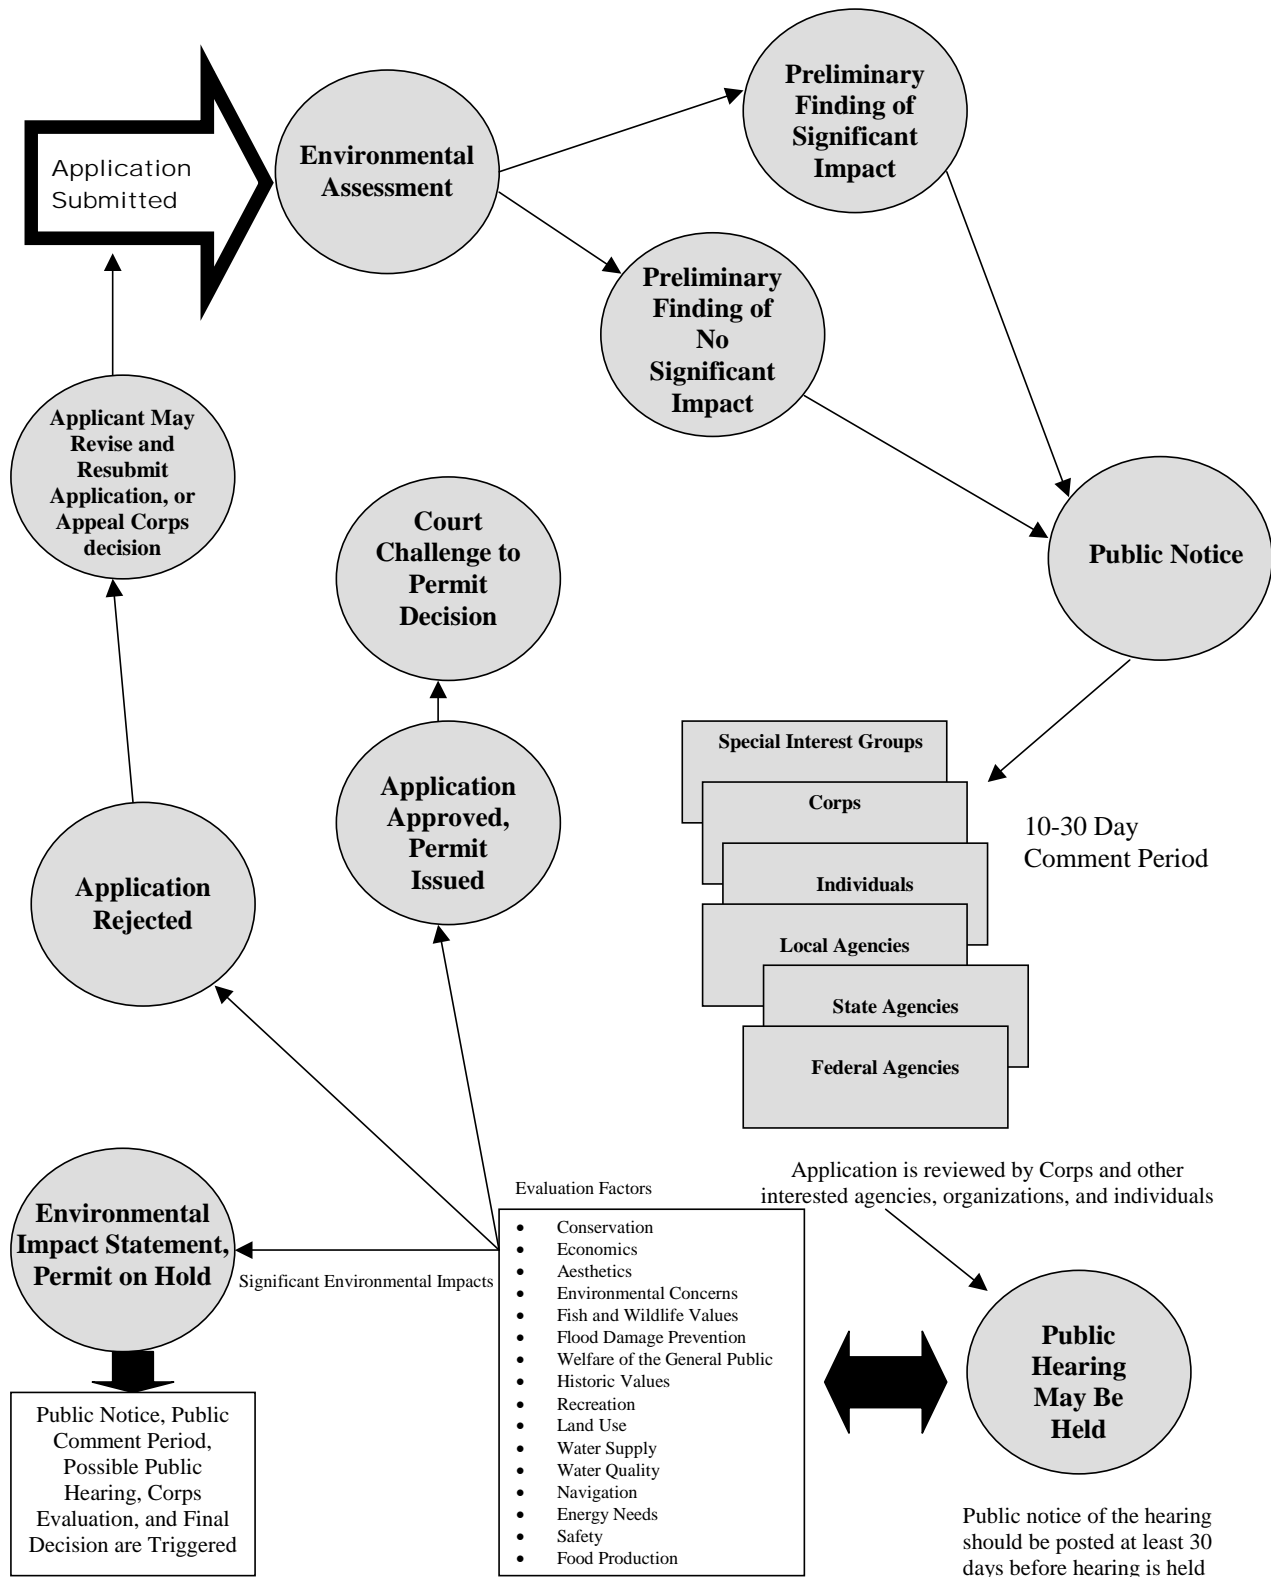 Application
Submitted
Environmental
Assessment
Preliminary
Finding of
Significant
Impact
Preliminary
Finding of
No
Significant
Impact
Public Notice
Special Interest Groups
Corps
Individuals
Local Agencies
State Agencies
Federal Agencies
10-30 Day
Comment Period
Application is reviewed by Corps and other
interested agencies, organizations, and individuals
Public
Hearing
May Be
Held
Public notice of the hearing
should be posted at least 30
days before hearing is held
Evaluation Factors
• Conservation
• Economics
• Aesthetics
• Environmental Concerns
• Fish and Wildlife Values
• Flood Damage Prevention
• Welfare of the General Public
• Historic Values
• Recreation
• Land Use
• Water Supply
• Water Quality
• Navigation
• Energy Needs
• Safety
• Food Production
Application
Approved,
Permit
Issued
Court
Challenge to
Permit
Decision
Application
Rejected
Applicant May
Revise and
Resubmit
Application, or
Appeal Corps
decision
Significant Environmental Impacts
Environmental
Impact Statement,
Permit on Hold
Public Notice, Public
Comment Period,
Possible Public
Hearing, Corps
Evaluation, and Final
Decision are Triggered